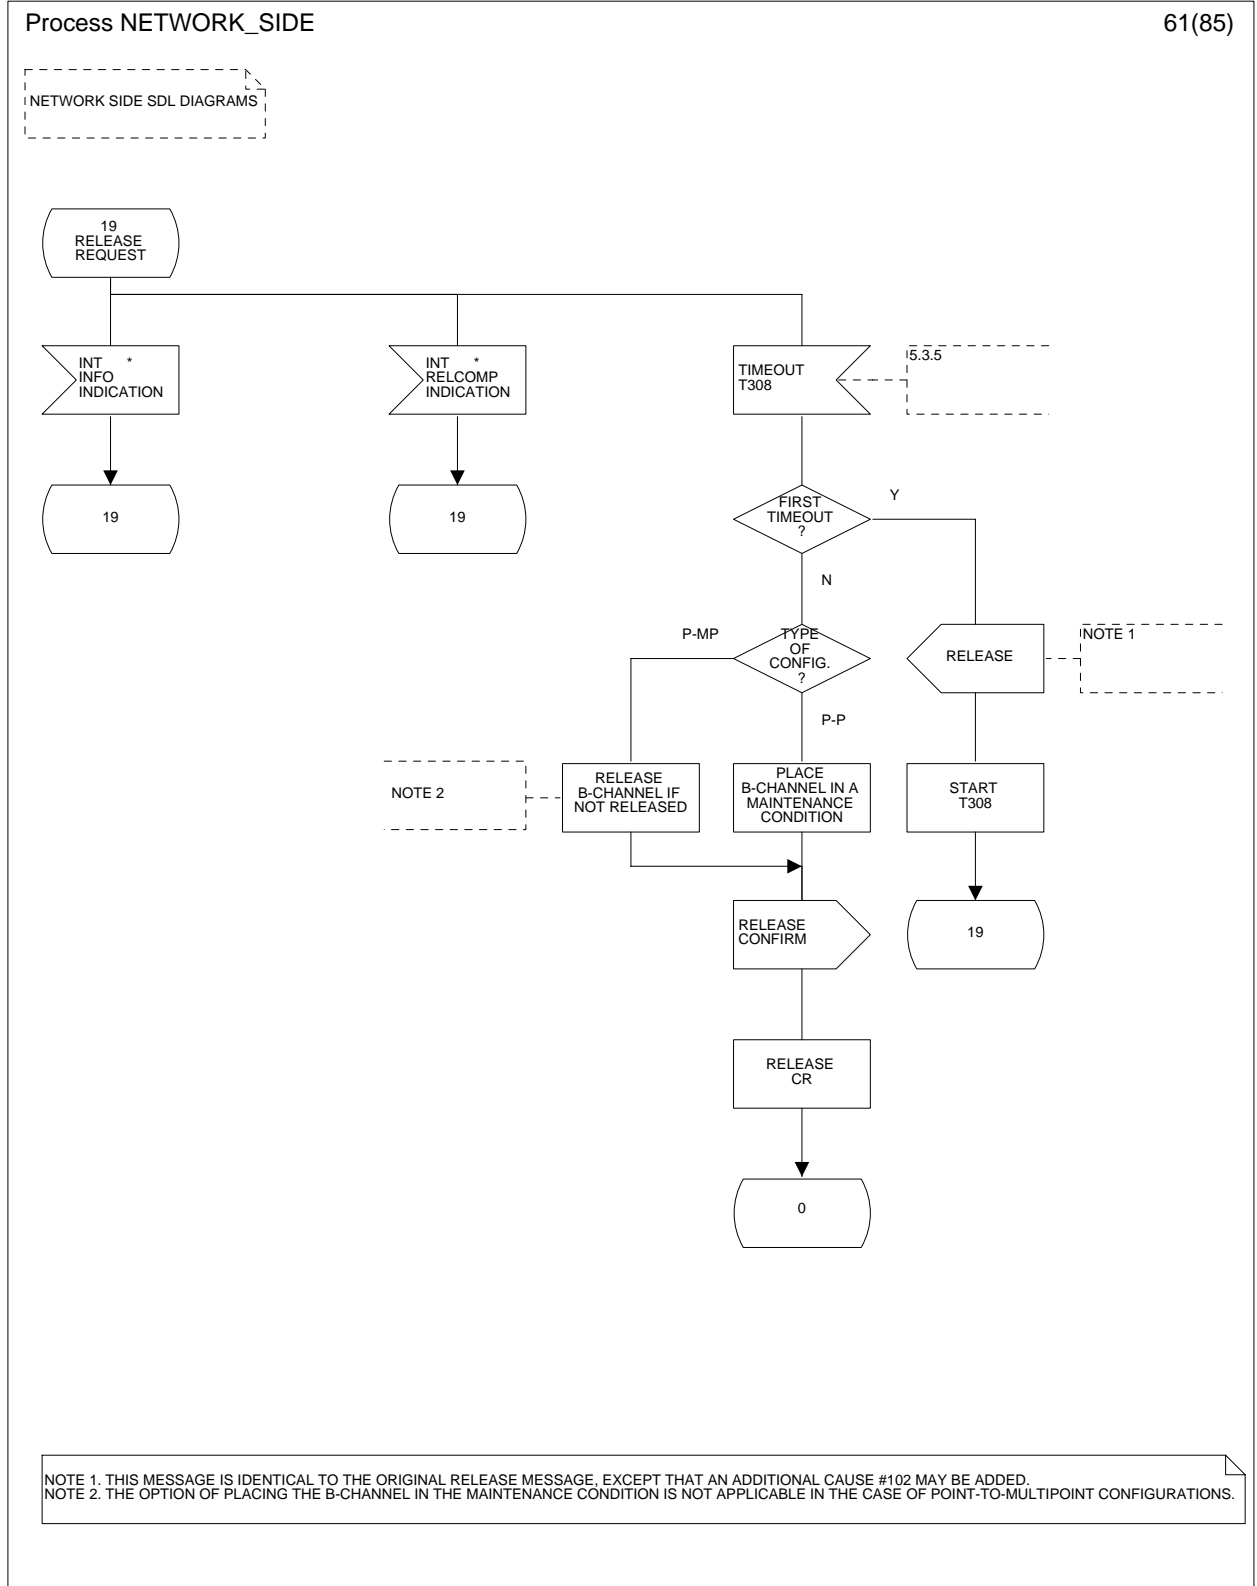 Process NETWORK_SIDE
61(85)
NETWORK SIDE SDL DIAGRAMS
19
RELEASE
REQUEST
INT *
INFO
INDICATION
INT *
RELCOMP
INDICATION
TIMEOUT
T308
5.3.5
19
19
FIRST
TIMEOUT
?
Y
N
P-MP
TYPE
OF
CONFIG.
?
RELEASE
NOTE 1
P-P
NOTE 2
RELEASE
B-CHANNEL IF
NOT RELEASED
PLACE
B-CHANNEL IN A
MAINTENANCE
CONDITION
START
T308
RELEASE
CONFIRM
19
RELEASE
CR
0
NOTE 1. THIS MESSAGE IS IDENTICAL TO THE ORIGINAL RELEASE MESSAGE, EXCEPT THAT AN ADDITIONAL CAUSE #102 MAY BE ADDED.
NOTE 2. THE OPTION OF PLACING THE B-CHANNEL IN THE MAINTENANCE CONDITION IS NOT APPLICABLE IN THE CASE OF POINT-TO-MULTIPOINT CONFIGURATIONS.